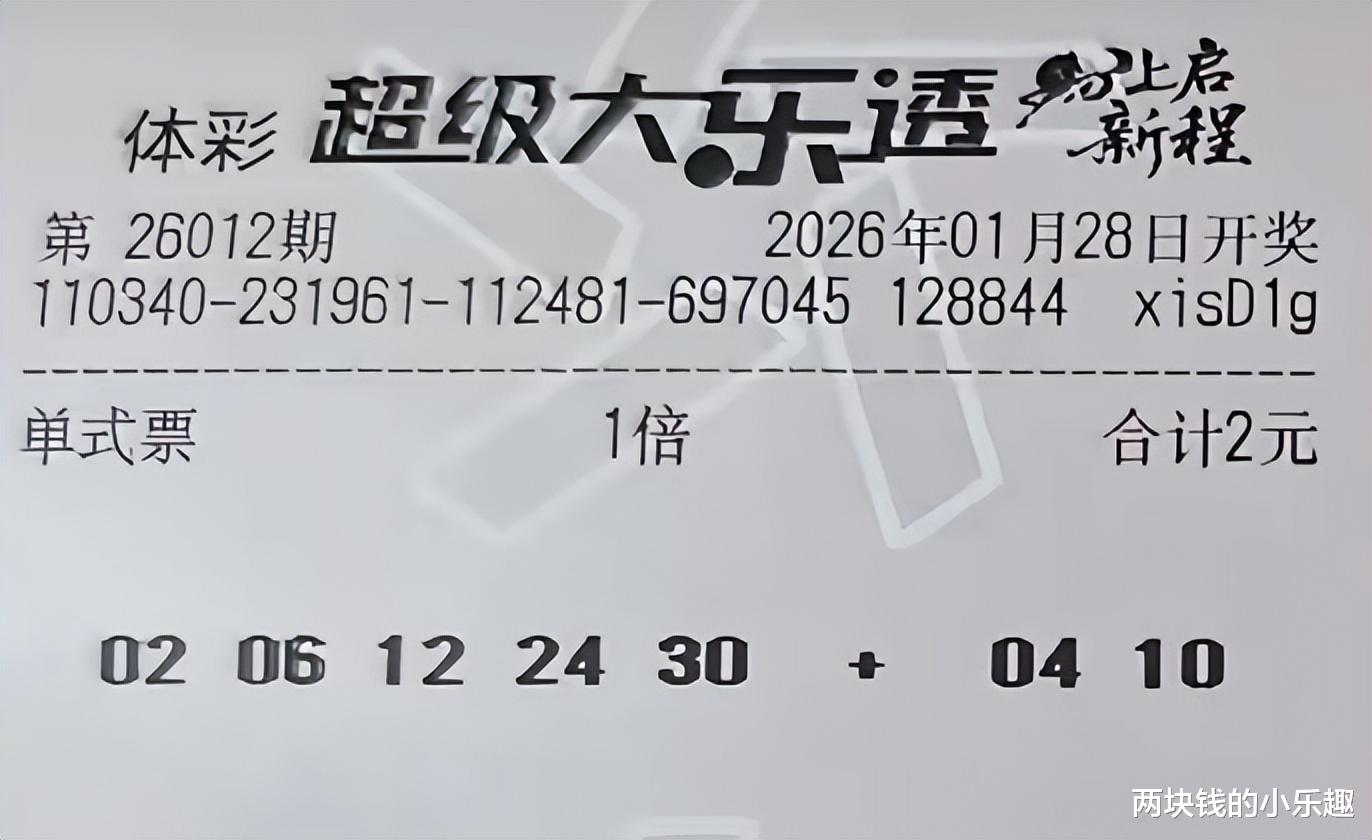 体彩 超级大乐透 马上启
新程
第 26012期 2026年01月28日开奖
110340-231961-112481-697045 128844 xisD1g
单式票 1倍 合计2元
02 06 12 24 30 + 04 10
两块钱的小乐趣